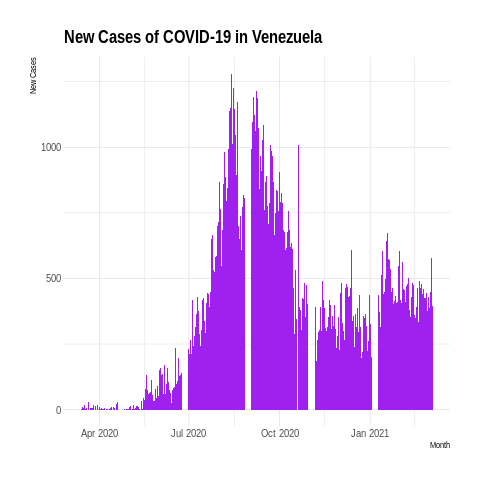 New Cases of COVID-19 in Venezuela
New Cases
1000
500
0
Apr 2020
Jul 2020
Oct 2020
Jan 2021
Month